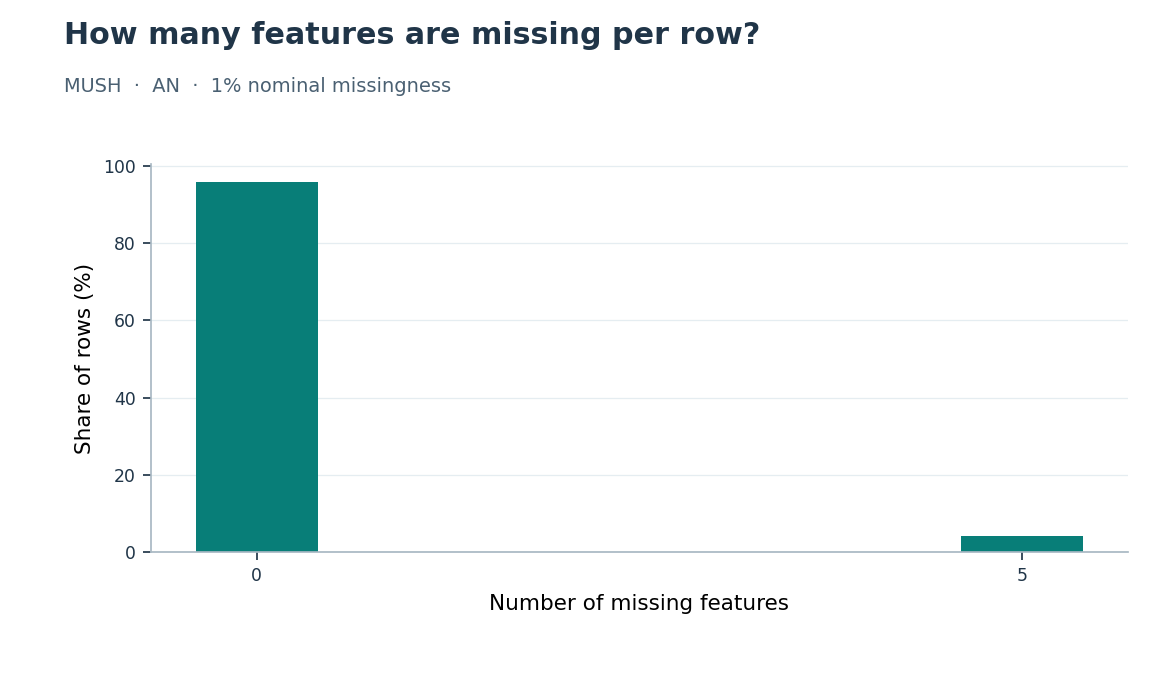 How many features are missing per row?
MUSH · AN · 1% nominal missingness
100
80
60
40
20
0
Share of rows (%)
0 5
Number of missing features